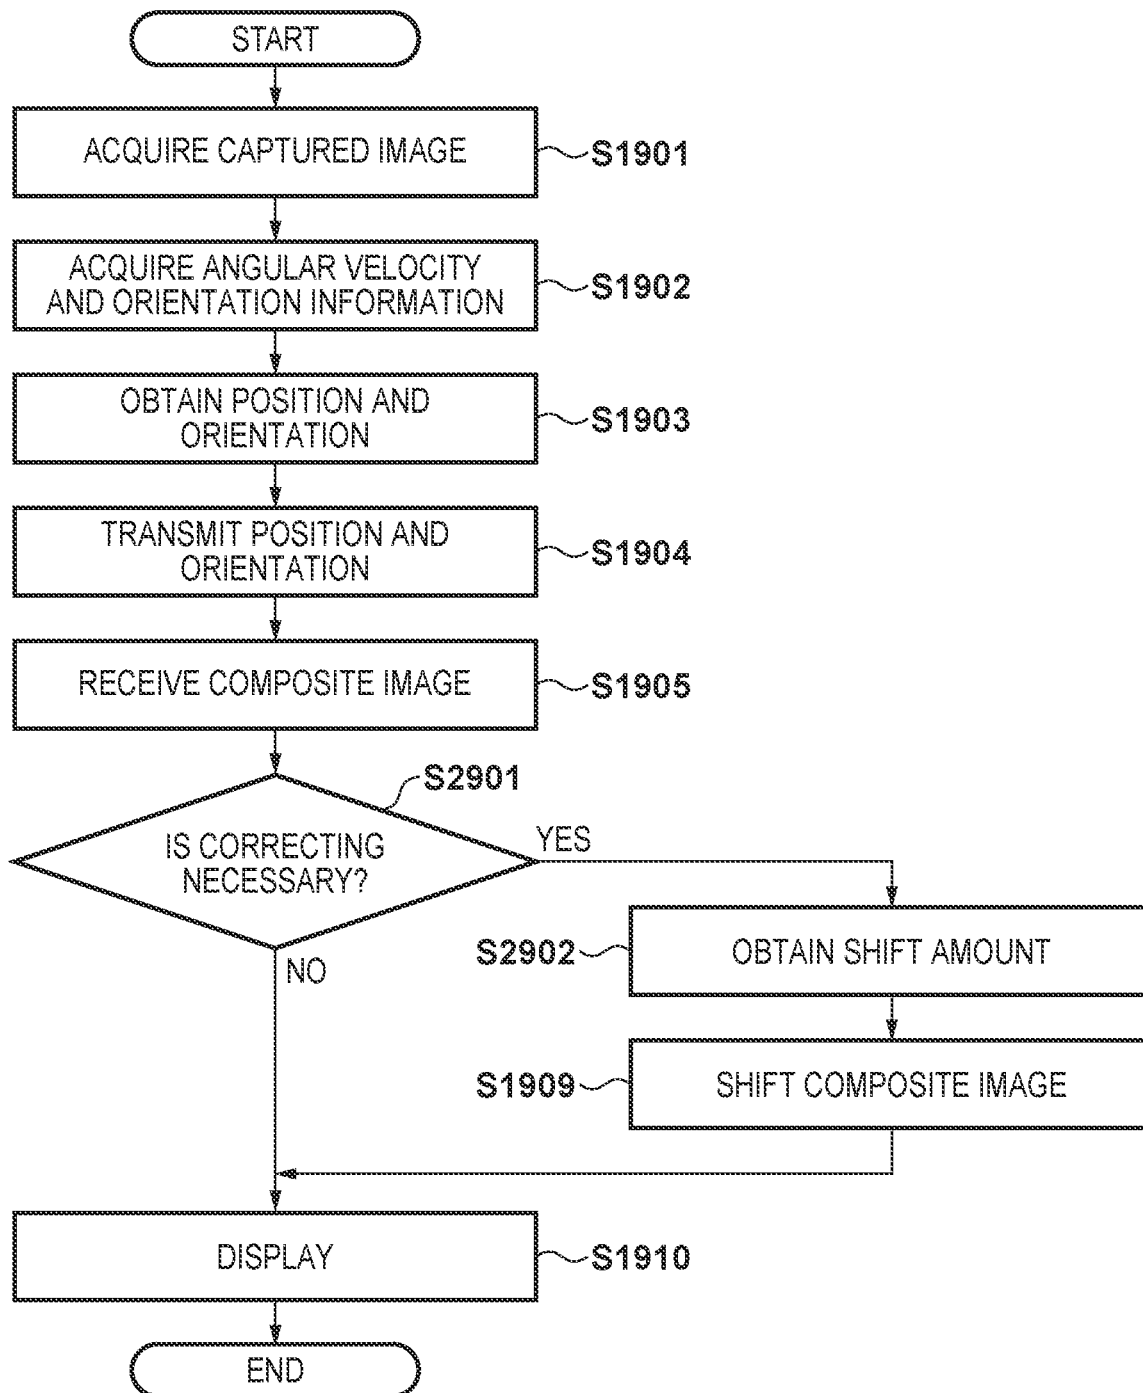 START
ACQUIRE CAPTURED IMAGE
S1901
ACQUIRE ANGULAR VELOCITY
AND ORIENTATION INFORMATION
S1902
OBTAIN POSITION AND
ORIENTATION
S1903
TRANSMIT POSITION AND
ORIENTATION
S1904
RECEIVE COMPOSITE IMAGE
S1905
S2901
IS CORRECTING
NECESSARY?
YES
NO
S2902
OBTAIN SHIFT AMOUNT
S1909
SHIFT COMPOSITE IMAGE
DISPLAY
S1910
END